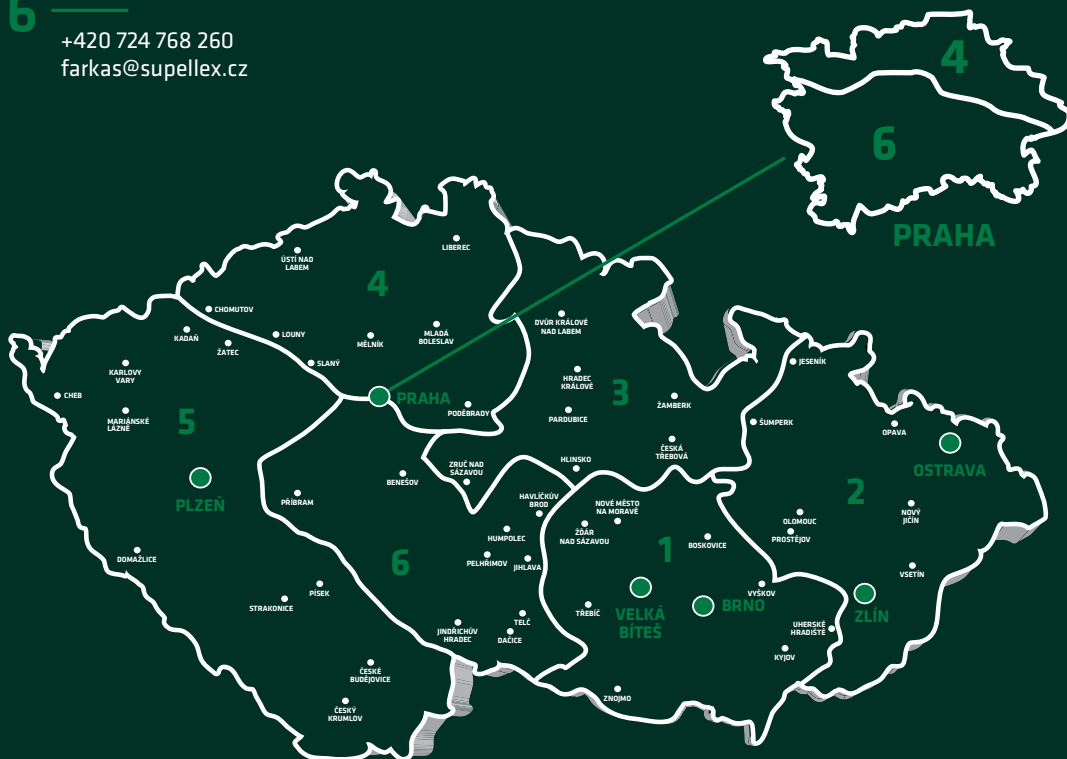 6
+420 724 768 260
farkas@supellex.cz
4
6
PRAHA
LIBEREC
ÚSTÍ NAD
LABEM
4
CHOMUTOV
KADAŇ
ŽATEC
LOUNY
MĚLNÍK
MLADÁ
BOLESLAV
SLANÝ
DVŮR KRÁLOVÉ
NAD LABEM
JESENÍK
KARLOVY
VARY
CHEB
MARIÁNSKÉ
LÁZNĚ
5
PRAHA
PODĚBRADY
HRADEC
KRÁLOVÉ
3
PARDUBICE
ŽAMBERK
ŠUMPERK
OPAVA
OSTRAVA
ČESKÁ
TŘEBOVÁ
HLINSKO
PLZEŇ
PŘÍBRAM
BENEŠOV
ZRUČ NAD
SÁZAVOU
HAVLÍČKŮV
BROD
NOVÉ MĚSTO
NA MORAVĚ
2
NOVÝ
JIČÍN
OLOMOUC
PROSTĚJOV
HUMPOLEC
ŽĎÁR
NAD SÁZAVOU
1
BOSKOVICE
DOMAŽLICE
6
PELHŘIMOV
JIHLAVA
VSETÍN
PÍSEK
STRAKONICE
TŘEBÍČ
VELKÁ
BÍTEŠ
BRNO
VYŠKOV
ZLÍN
JINDŘICHŮV
HRADEC
TELČ
DAČICE
UHERSKÉ
HRADIŠTĚ
KYJOV
ČESKÉ
BUDĚJOVICE
ČESKÝ
KRUMLOV
ZNOJMO